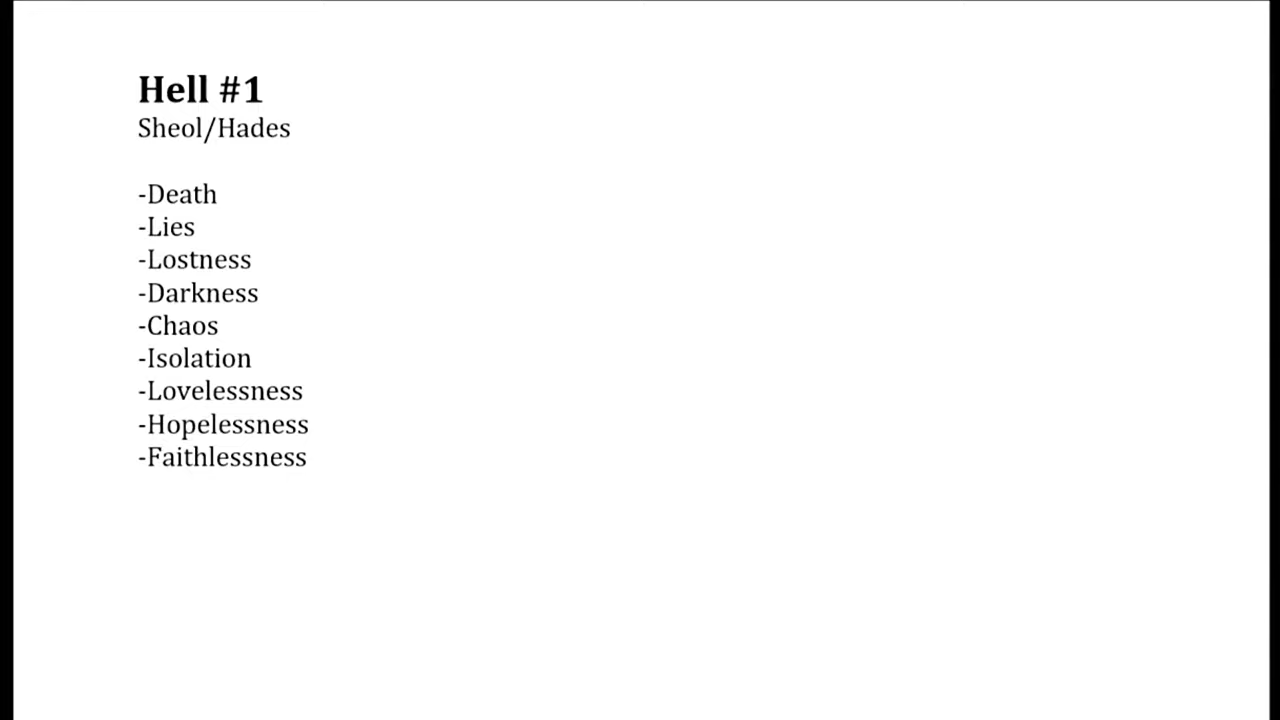 Hell #1
Sheol/Hades
-Death
-Lies
-Lostness
-Darkness
-Chaos
-Isolation
-Lovelessness
-Hopelessness
-Faithlessness